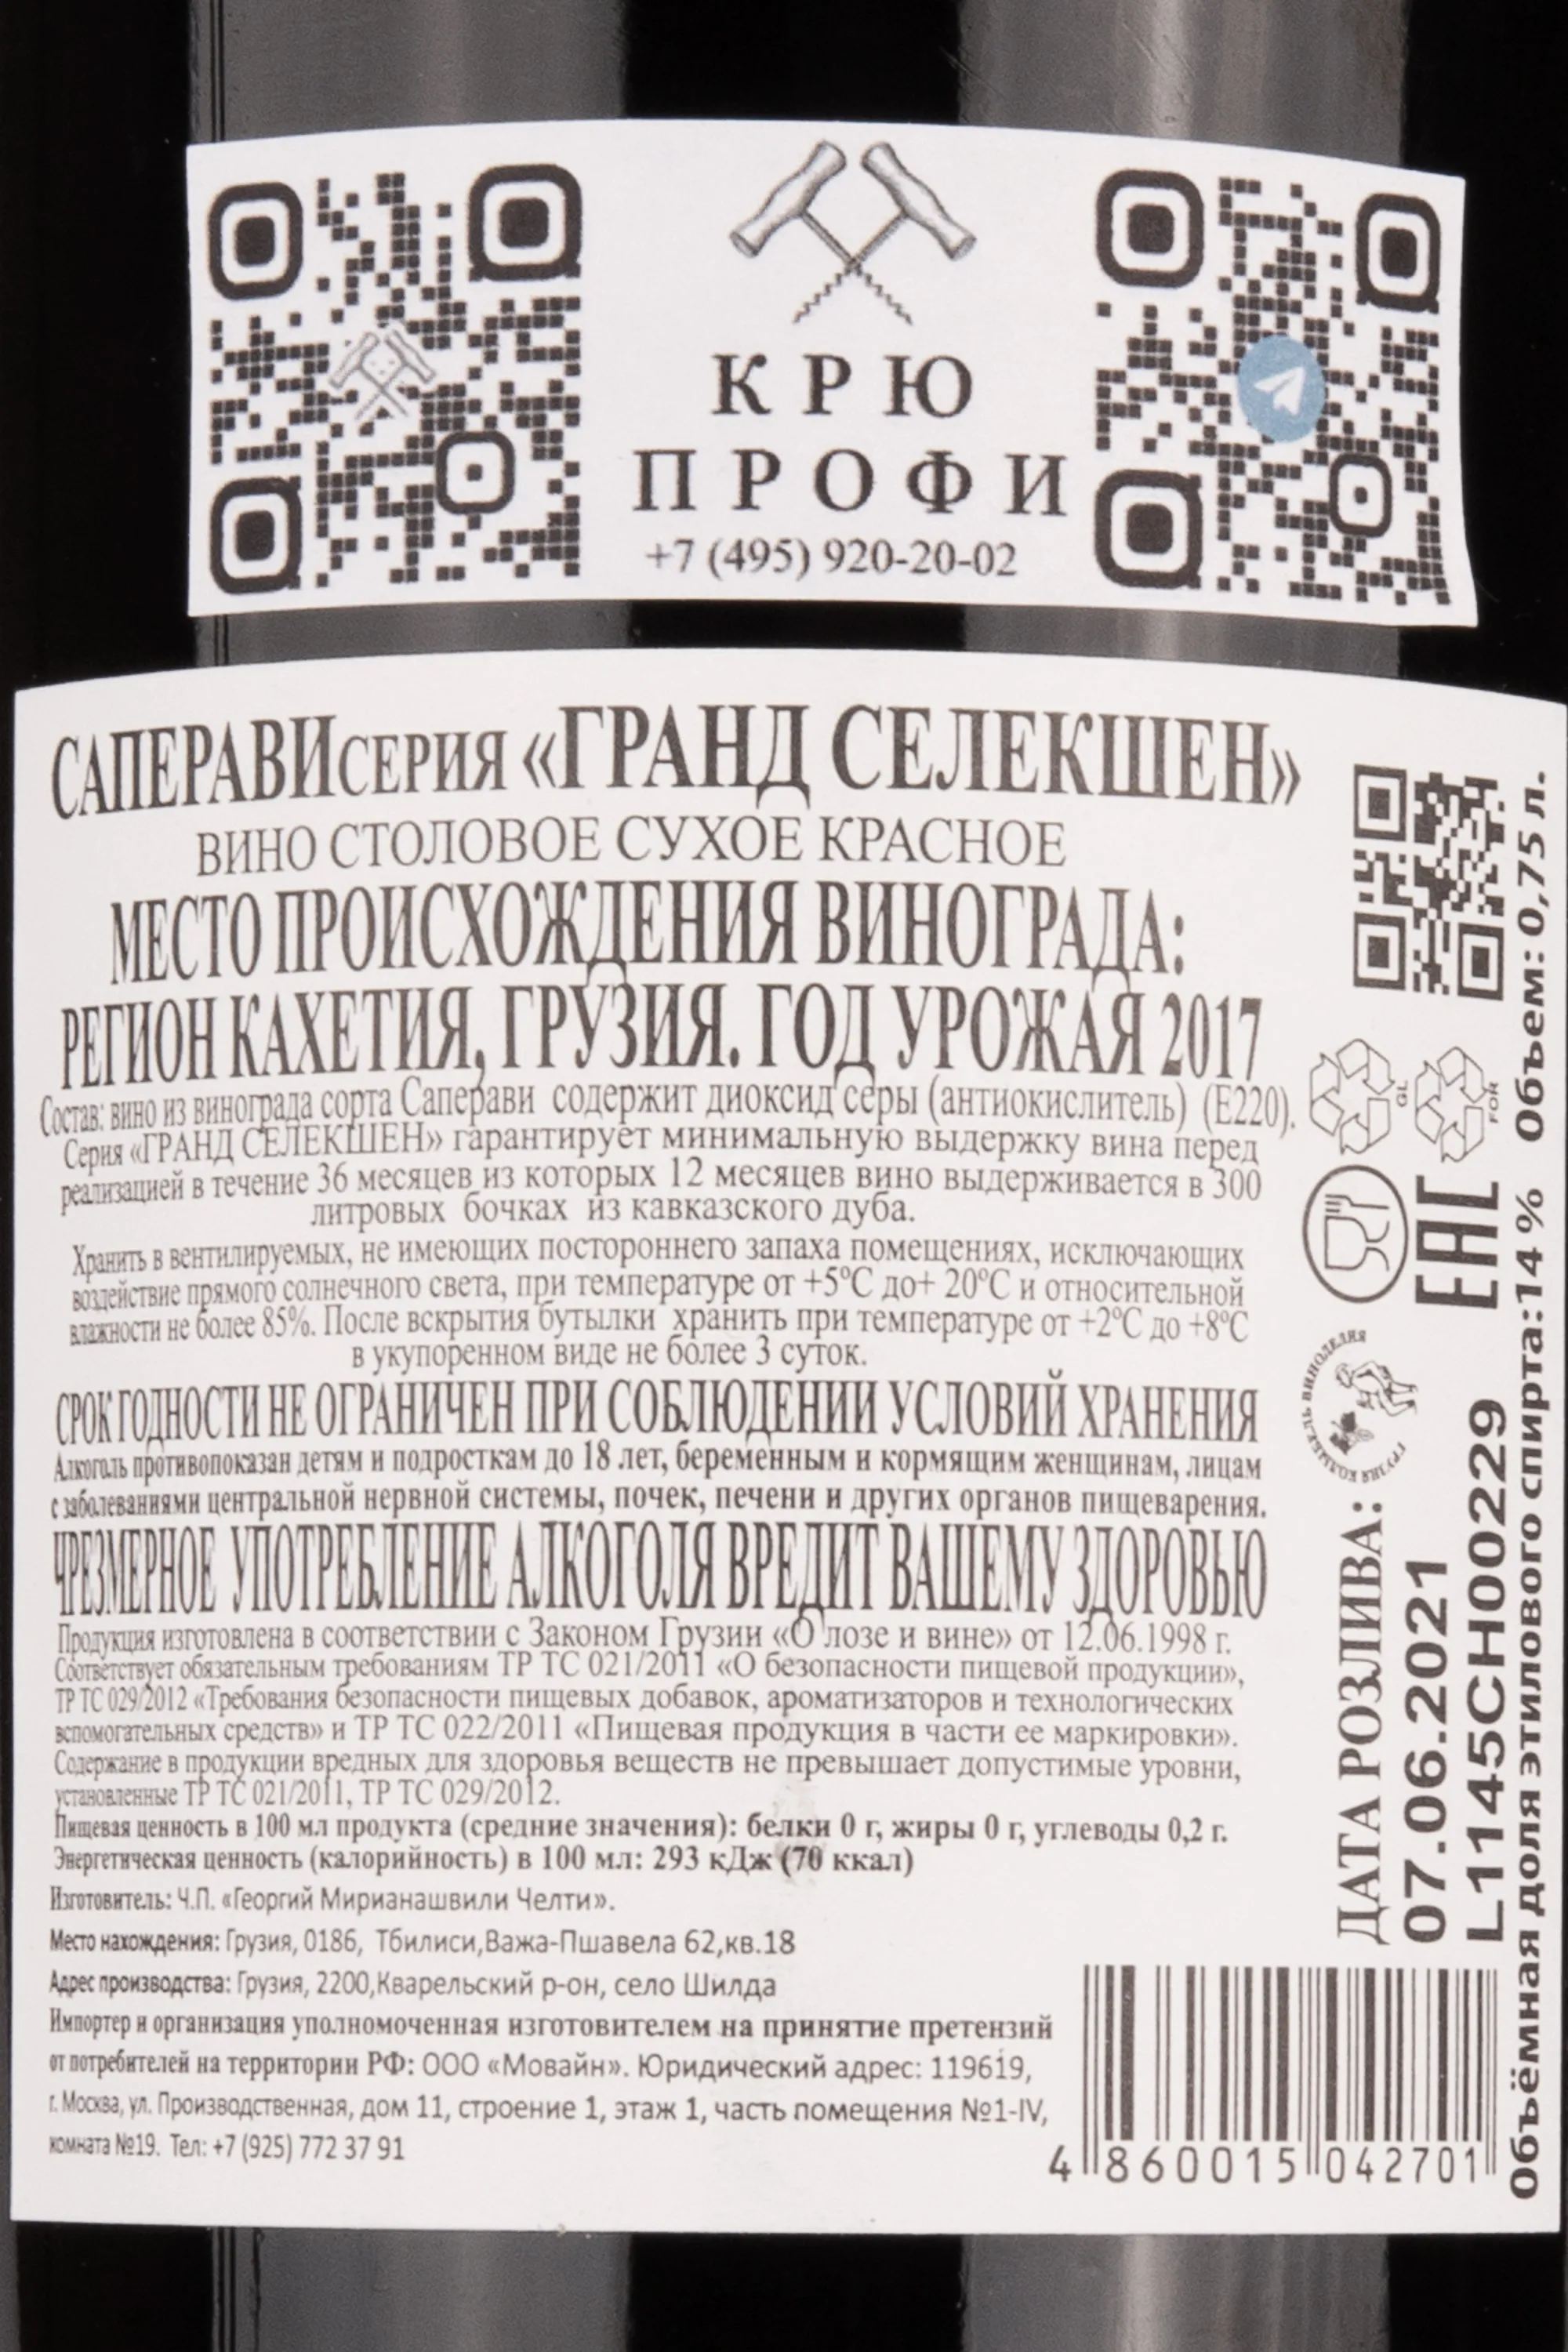 КРЮ
ПРОФИ
+7 (495) 920-20-02
САПЕРАВИ СЕРИЯ «ГРАНД СЕЛЕКШЕН»
ВИНО СТОЛОВОЕ СУХОЕ КРАСНОЕ
МЕСТО ПРОИСХОЖДЕНИЯ ВИНОГРАДА:
РЕГИОН КАХЕТИЯ, ГРУЗИЯ. ГОД УРОЖАЯ 2017
Состав: вино из винограда сорта Саперави содержит диоксид серы (антиокислитель) (Е220).
Серия «ГРАНД СЕЛЕКШЕН» гарантирует минимальную выдержку вина перед
реализацией в течение 36 месяцев из которых 12 месяцев вино выдерживается в 300
литровых бочках из кавказского дуба.
Хранить в вентилируемых, не имеющих постороннего запаха помещениях, исключающих
воздействие прямого солнечного света, при температуре от +5ºС до+ 20ºС и относительной
влажности не более 85%. После вскрытия бутылки хранить при температуре от +2ºС до +8ºС
в укупоренном виде не более 3 суток.
СРОК ГОДНОСТИ НЕ ОГРАНИЧЕН ПРИ СОБЛЮДЕНИИ УСЛОВИЙ ХРАНЕНИЯ
Алкоголь противопоказан детям и подросткам до 18 лет, беременным и кормящим женщинам, лицам
с заболеваниями центральной нервной системы, почек, печени и других органов пищеварения.
ЧРЕЗМЕРНОЕ УПОТРЕБЛЕНИЕ АЛКОГОЛЯ ВРЕДИТ ВАШЕМУ ЗДОРОВЬЮ
Продукция изготовлена в соответствии с Законом Грузии «О лозе и вине» от 12.06.1998 г.
Соответствует обязательным требованиям ТР ТС 021/2011 «О безопасности пищевой продукции»,
ТР ТС 029/2012 «Требования безопасности пищевых добавок, ароматизаторов и технологических
вспомогательных средств» и ТР ТС 022/2011 «Пищевая продукция в части ее маркировки».
Содержание в продукции вредных для здоровья веществ не превышает допустимые уровни,
установленные ТР ТС 021/2011, ТР ТС 029/2012.
Пищевая ценность в 100 мл продукта (средние значения): белки 0 г, жиры 0 г, углеводы 0,2 г.
Энергетическая ценность (калорийность) в 100 мл: 293 кДж (70 ккал)
Изготовитель: Ч.П. «Георгий Мирианашвили Челти».
Место нахождения: Грузия, 0186, Тбилиси,Важа-Пшавела 62,кв.18
Адрес производства: Грузия, 2200,Кварельский р-он, село Шилда
Импортер и организация уполномоченная изготовителем на принятие претензий
от потребителей на территории РФ: ООО «Мовайн». Юридический адрес: 119619,
г. Москва, ул. Производственная, дом 11, строение 1, этаж 1, часть помещения №1-IV,
комната №19. Тел: +7 (925) 772 37 91
GL
FOR
EAC
ГРУЗИЯ КОЛЫБЕЛЬ ВИНОДЕЛИЯ
ДАТА РОЗЛИВА:
07.06.2021
L1145CH00229
Объёмная доля этилового спирта:14 % Объем: 0,75 л.
4 860015 042701